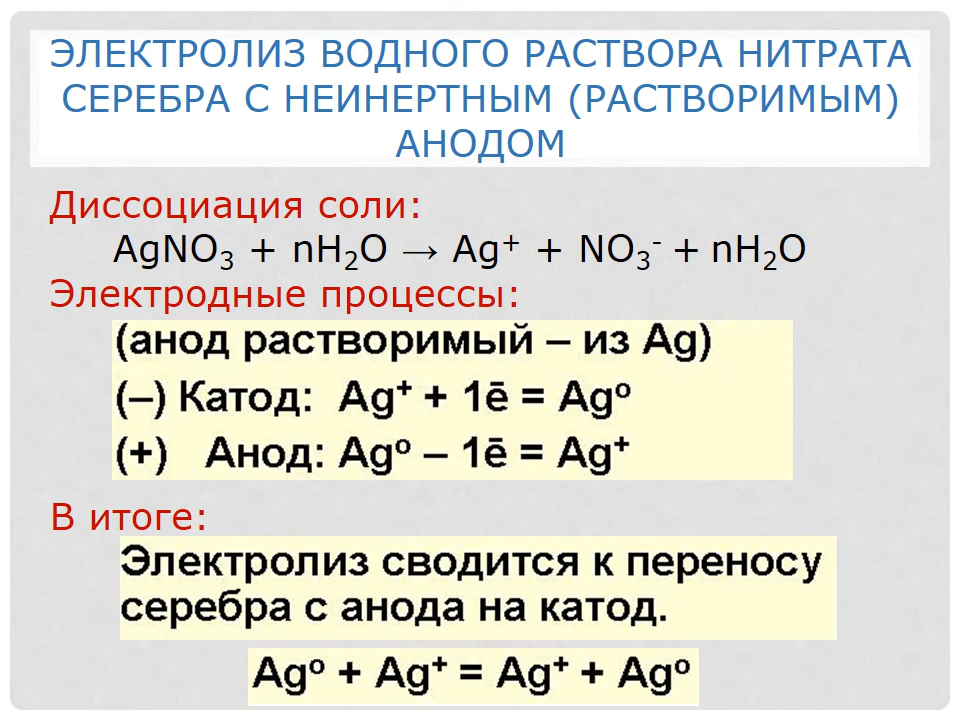 ЭЛЕКТРОЛИЗ ВОДНОГО РАСТВОРА НИТРАТА
СЕРЕБРА С НЕИНЕРТНЫМ (РАСТВОРИМЫМ)
АНОДОМ
Диссоциация соли:
AgNO₃ + nH₂O → Ag⁺ + NO₃⁻ + nH₂O
Электродные процессы:
(анод растворимый – из Ag)
(–) Катод: Ag⁺ + 1ē = Agº
(+) Анод: Agº – 1ē = Ag⁺
В итоге:
Электролиз сводится к переносу
серебра с анода на катод.
Agº + Ag⁺ = Ag⁺ + Agº